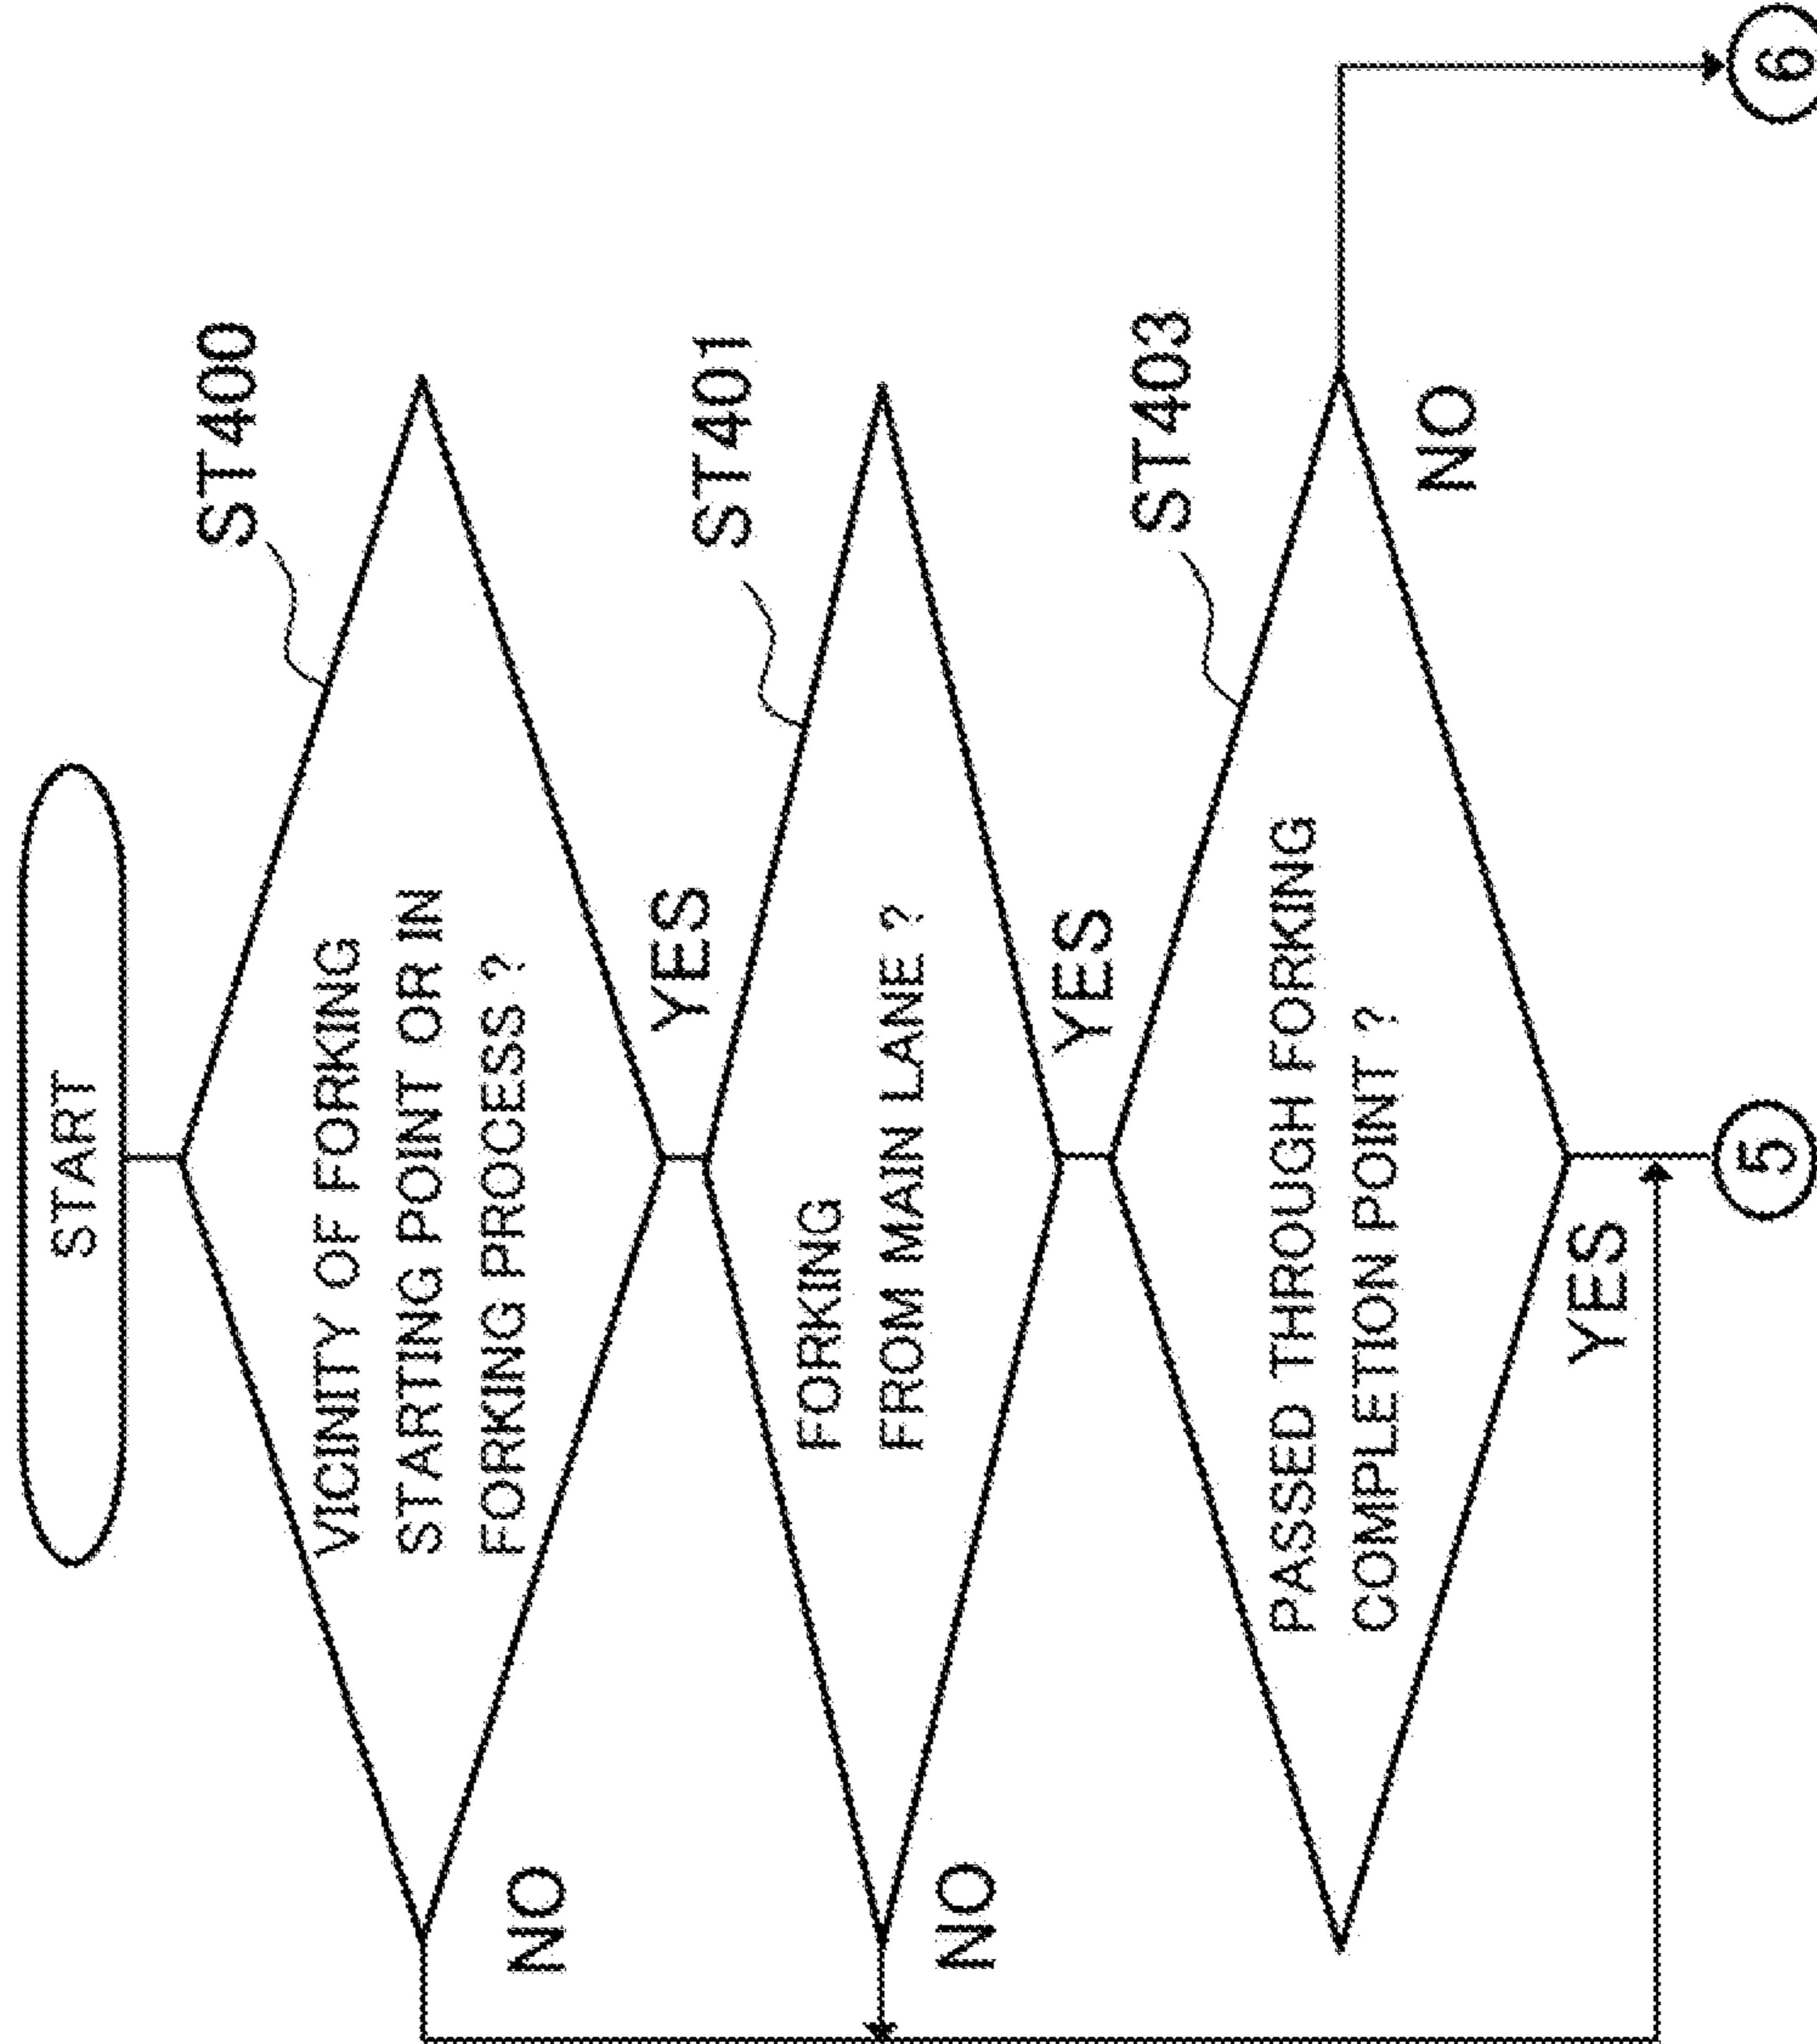 START
ST400
VICINITY OF FORKING
STARTING POINT OR IN
FORKING PROCESS ?
NO
YES
ST401
FORKING
FROM MAIN LANE ?
NO
YES
ST403
PASSED THROUGH FORKING
COMPLETION POINT ?
NO
YES
5
6